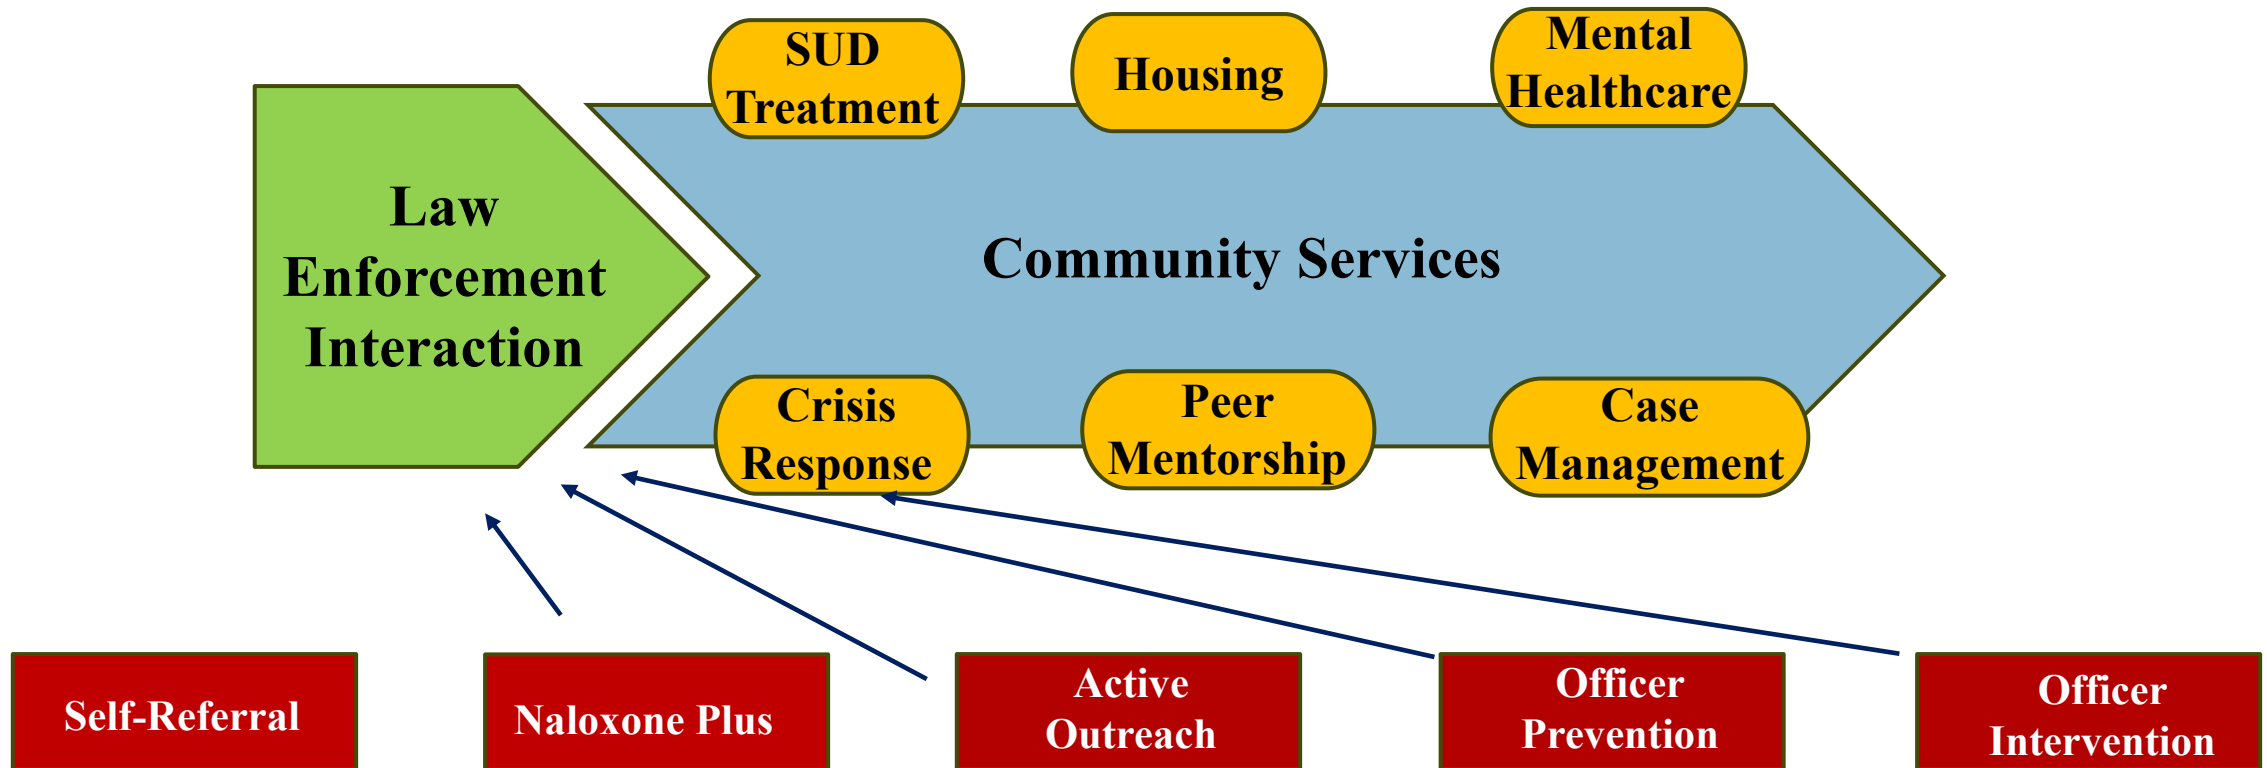 SUD
Treatment
Housing
Mental
Healthcare
Law
Enforcement
Interaction
Community Services
Crisis
Response
Peer
Mentorship
Case
Management
Self-Referral
Naloxone Plus
Active
Outreach
Officer
Prevention
Officer
Intervention